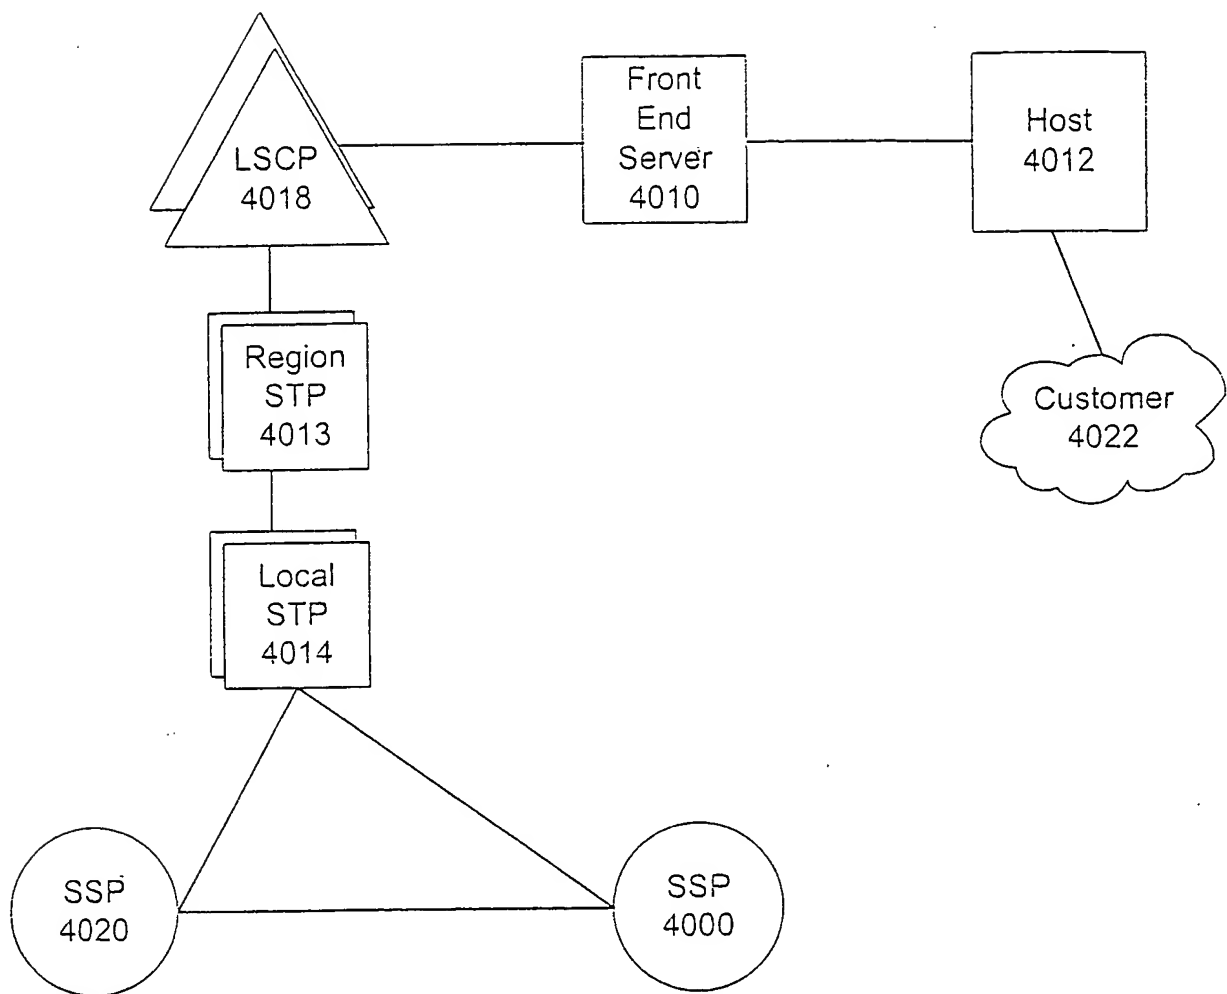 LSCP
4018
Front
End
Server
4010
Host
4012
Region
STP
4013
Customer
4022
Local
STP
4014
SSP
4020
SSP
4000